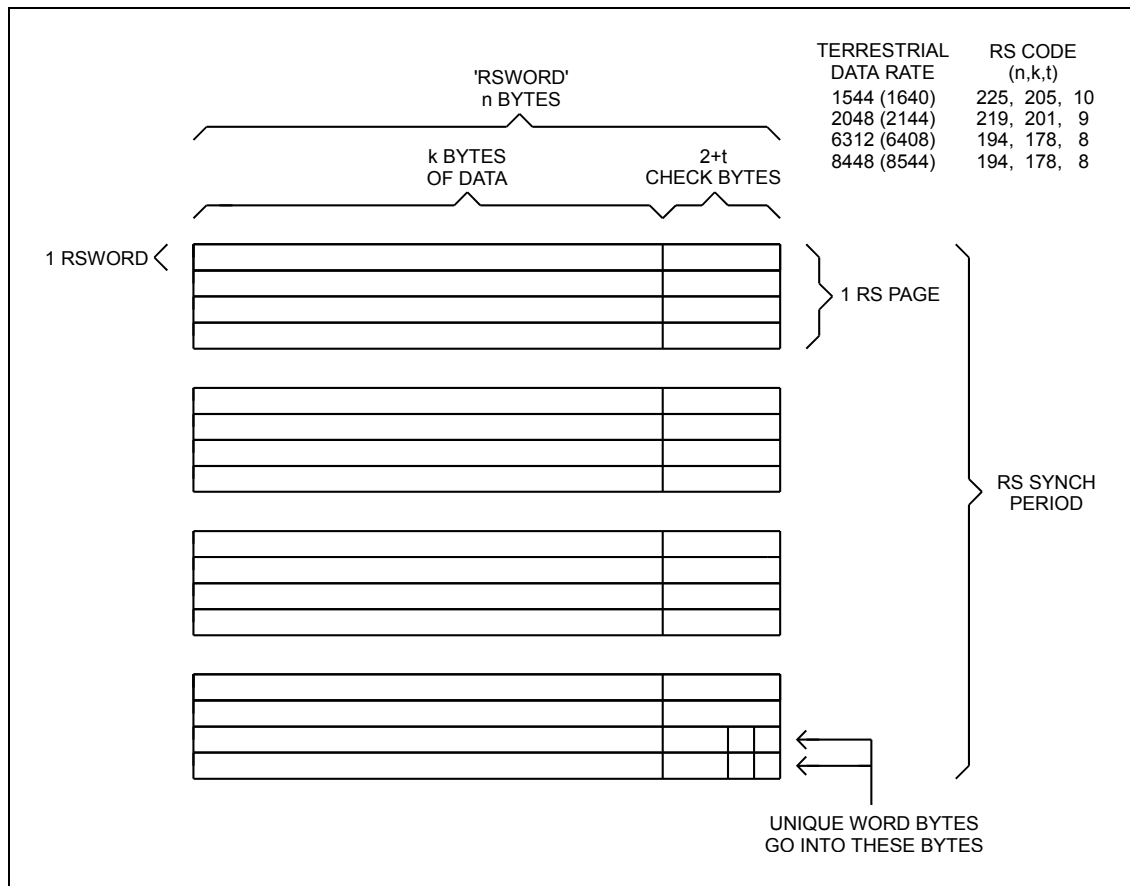 TERRESTRIAL
DATA RATE
RS CODE
(n,k,t)
1544 (1640) 225, 205, 10
2048 (2144) 219, 201, 9
6312 (6408) 194, 178, 8
8448 (8544) 194, 178, 8
'RSWORD'
n BYTES
k BYTES
OF DATA
2+t
CHECK BYTES
1 RSWORD
1 RS PAGE
RS SYNCH
PERIOD
UNIQUE WORD BYTES
GO INTO THESE BYTES